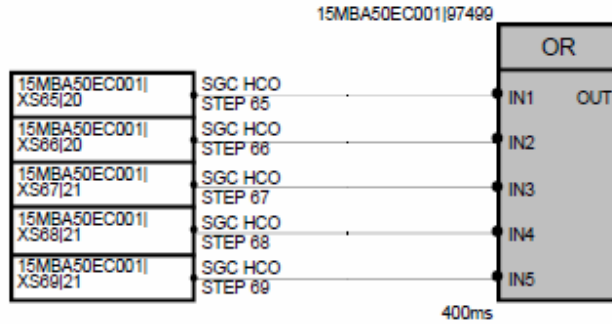 15MBA50EC001|97499
OR
15MBA50EC001|
XS65|20
SGC HCO
STEP 65
IN1
OUT
15MBA50EC001|
XS66|20
SGC HCO
STEP 66
IN2
15MBA50EC001|
XS67|21
SGC HCO
STEP 67
IN3
15MBA50EC001|
XS68|21
SGC HCO
STEP 68
IN4
15MBA50EC001|
XS69|21
SGC HCO
STEP 69
IN5
400ms